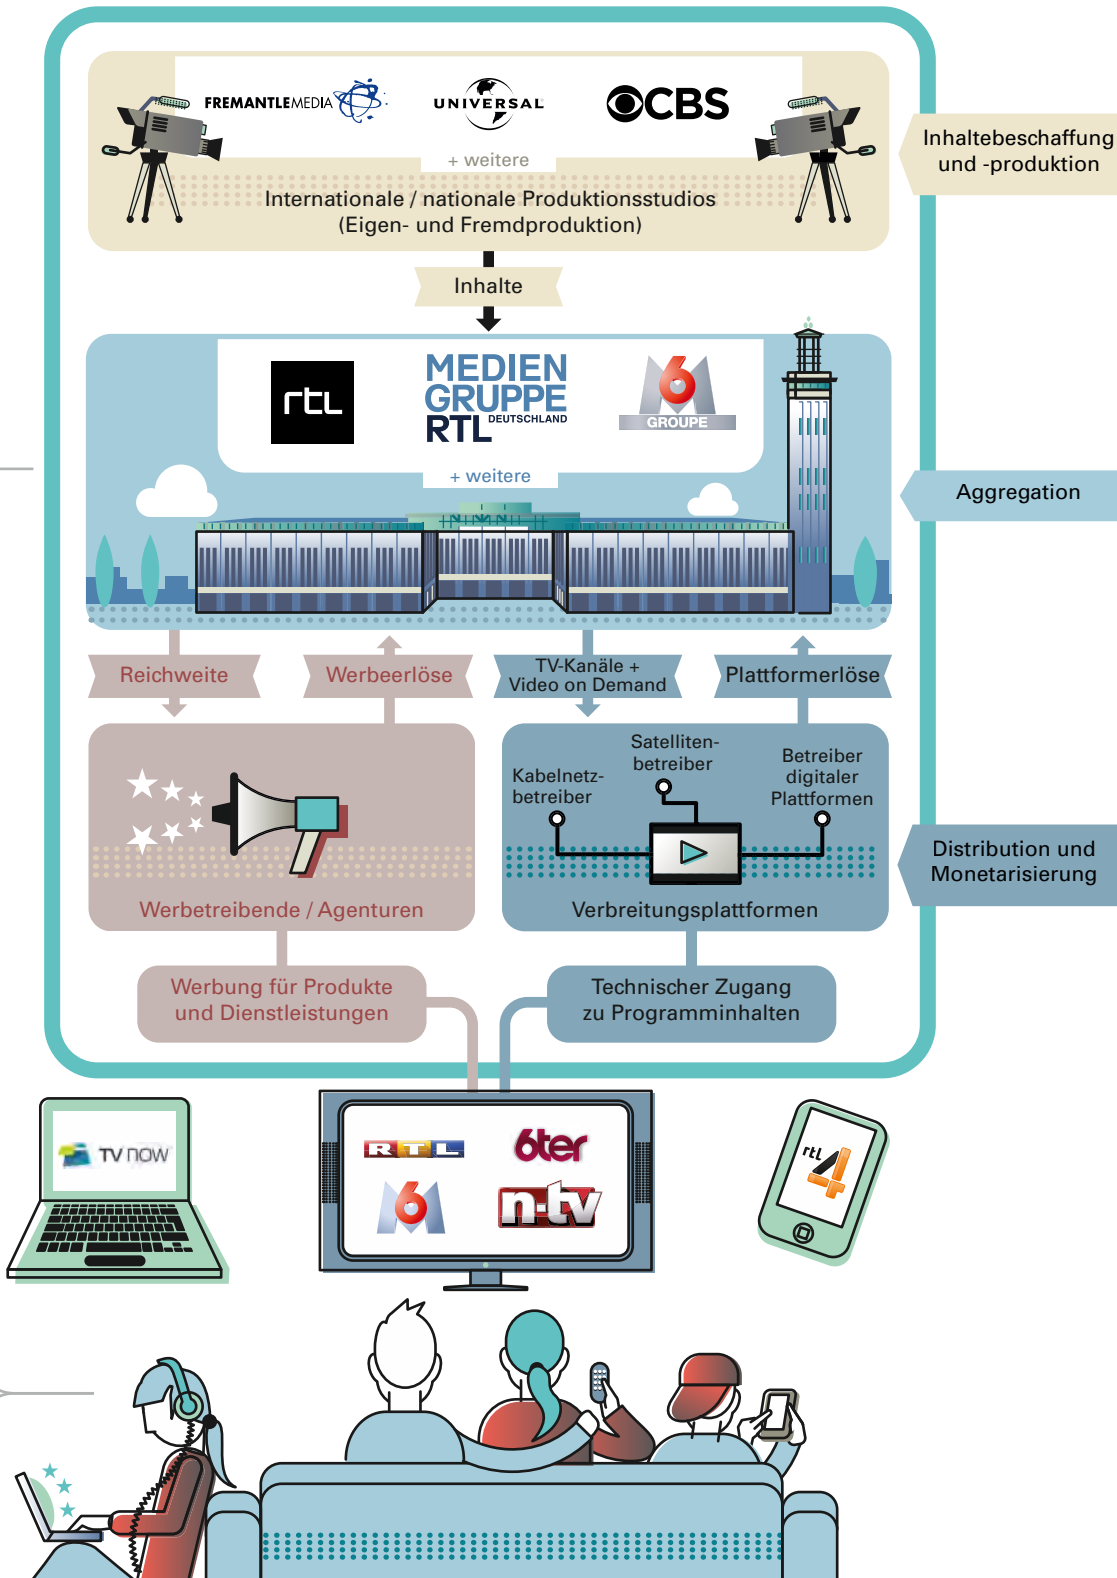 FREMANTLEMEDIA
UNIVERSAL
CBS
+ weitere
Internationale / nationale Produktionsstudios
(Eigen- und Fremdproduktion)
Inhaltebeschaffung
und -produktion
Inhalte
rtl
MEDIEN
GRUPPE
RTL DEUTSCHLAND
M6
GROUPE
+ weitere
Aggregation
Reichweite
Werbeerlöse
TV-Kanäle +
Video on Demand
Plattformerlöse
Satelliten-
betreiber
Kabelnetz-
betreiber
Betreiber
digitaler
Plattformen
Werbetreibende / Agenturen
Verbreitungsplattformen
Distribution und
Monetarisierung
Werbung für Produkte
und Dienstleistungen
Technischer Zugang
zu Programminhalten
TV NOW
RTL
6ter
M6
n-tv
rtl
4